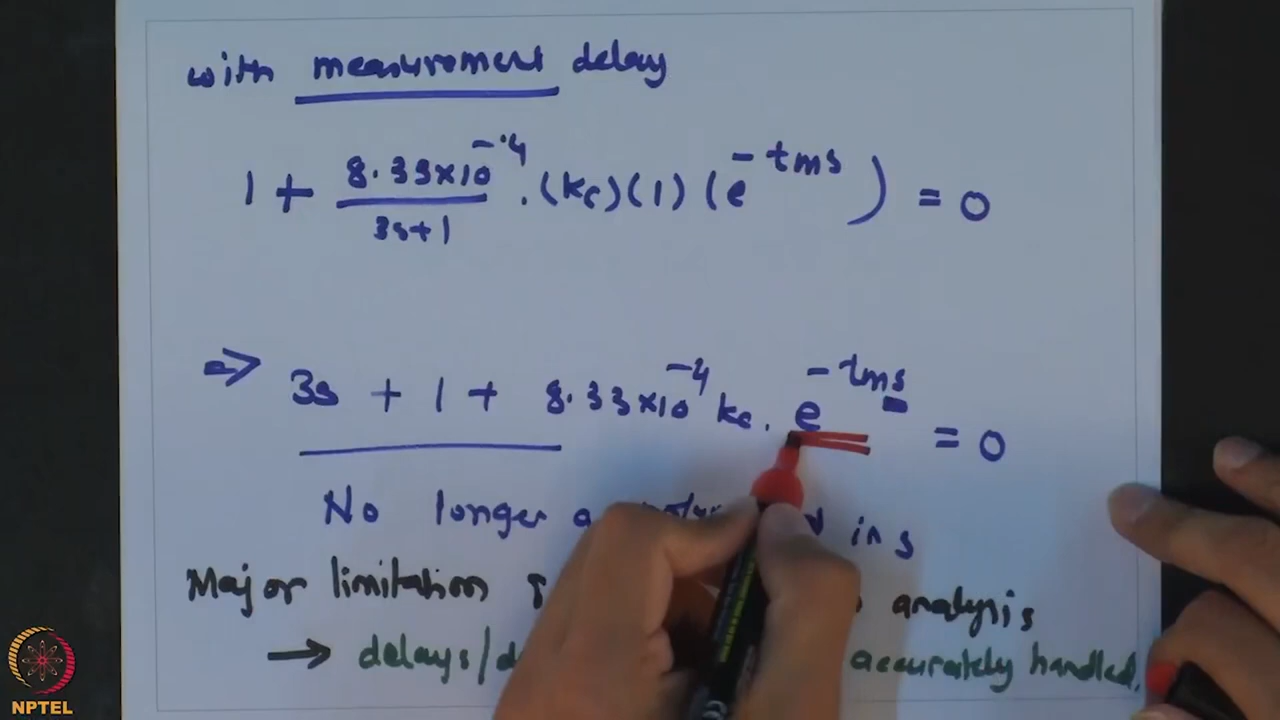 with measurement delay
1 + 8.33×10^-4 / 3s+1 . (kc)(1)(e^-tms) = 0
⇒ 3s + 1 + 8.33×10^-4 kc. e^-tms = 0
No longer a in s
Major limitation analysis
→ delays/ accurately handled.
NPTEL